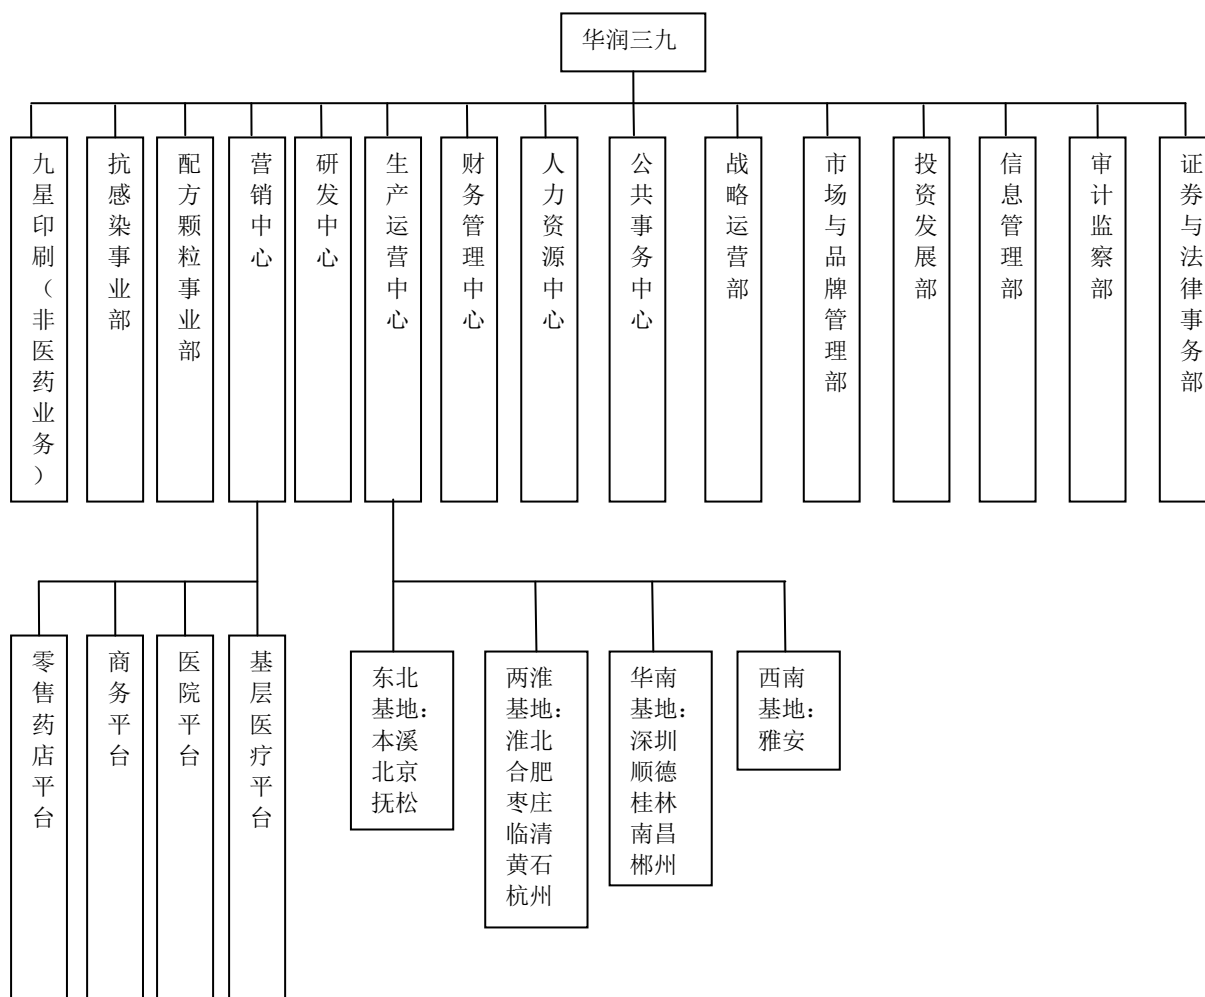 华润三九
九星印刷（非医药业务）
抗感染事业部
配方颗粒事业部
营销中心
研发中心
生产运营中心
财务管理中心
人力资源中心
公共事务中心
战略运营部
市场与品牌管理部
投资发展部
信息管理部
审计监察部
证券与法律事务部
零售药店平台
商务平台
医院平台
基层医疗平台
东北
基地：
本溪
北京
抚松
两淮
基地：
淮北
合肥
枣庄
临清
黄石
杭州
华南
基地：
深圳
顺德
桂林
南昌
郴州
西南
基地：
雅安